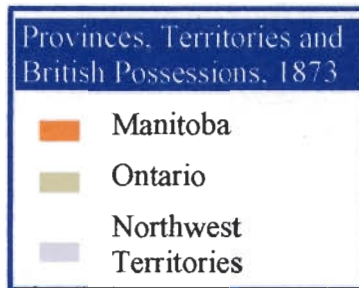 Provinces, Territories and
British Possessions, 1873
Manitoba
Ontario
Northwest
Territories